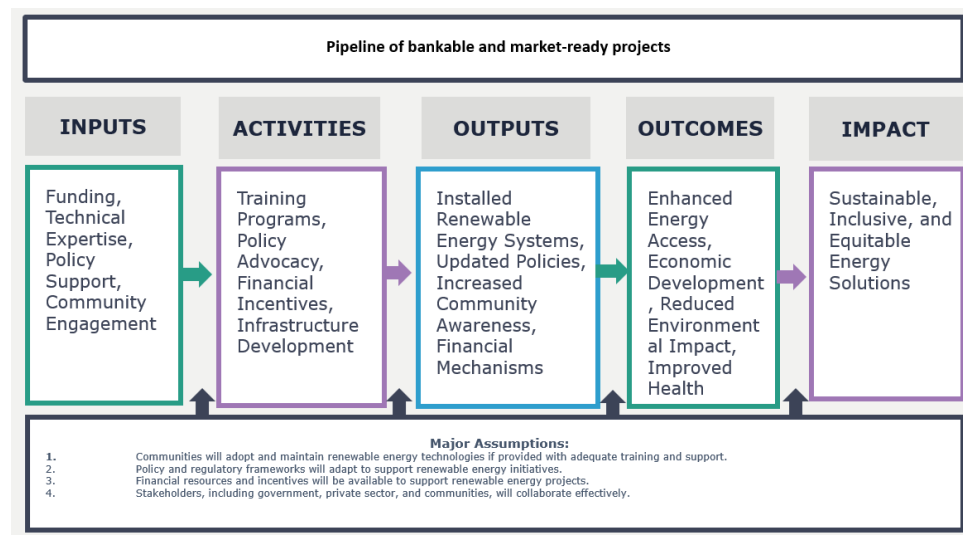 Pipeline of bankable and market-ready projects
INPUTS
ACTIVITIES
OUTPUTS
OUTCOMES
IMPACT
Funding,
Technical
Expertise,
Policy
Support,
Community
Engagement
Training
Programs,
Policy
Advocacy,
Financial
Incentives,
Infrastructure
Development
Installed
Renewable
Energy Systems,
Updated Policies,
Increased
Community
Awareness,
Financial
Mechanisms
Enhanced
Energy
Access,
Economic
Development
, Reduced
Environment
al Impact,
Improved
Health
Sustainable,
Inclusive, and
Equitable
Energy
Solutions
Major Assumptions:
1. Communities will adopt and maintain renewable energy technologies if provided with adequate training and support.
2. Policy and regulatory frameworks will adapt to support renewable energy initiatives.
3. Financial resources and incentives will be available to support renewable energy projects.
4. Stakeholders, including government, private sector, and communities, will collaborate effectively.